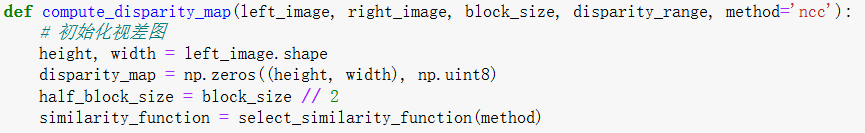 def compute_disparity_map(left_image, right_image, block_size, disparity_range, method='ncc'):
    # 初始化视差图
    height, width = left_image.shape
    disparity_map = np.zeros((height, width), np.uint8)
    half_block_size = block_size // 2
    similarity_function = select_similarity_function(method)